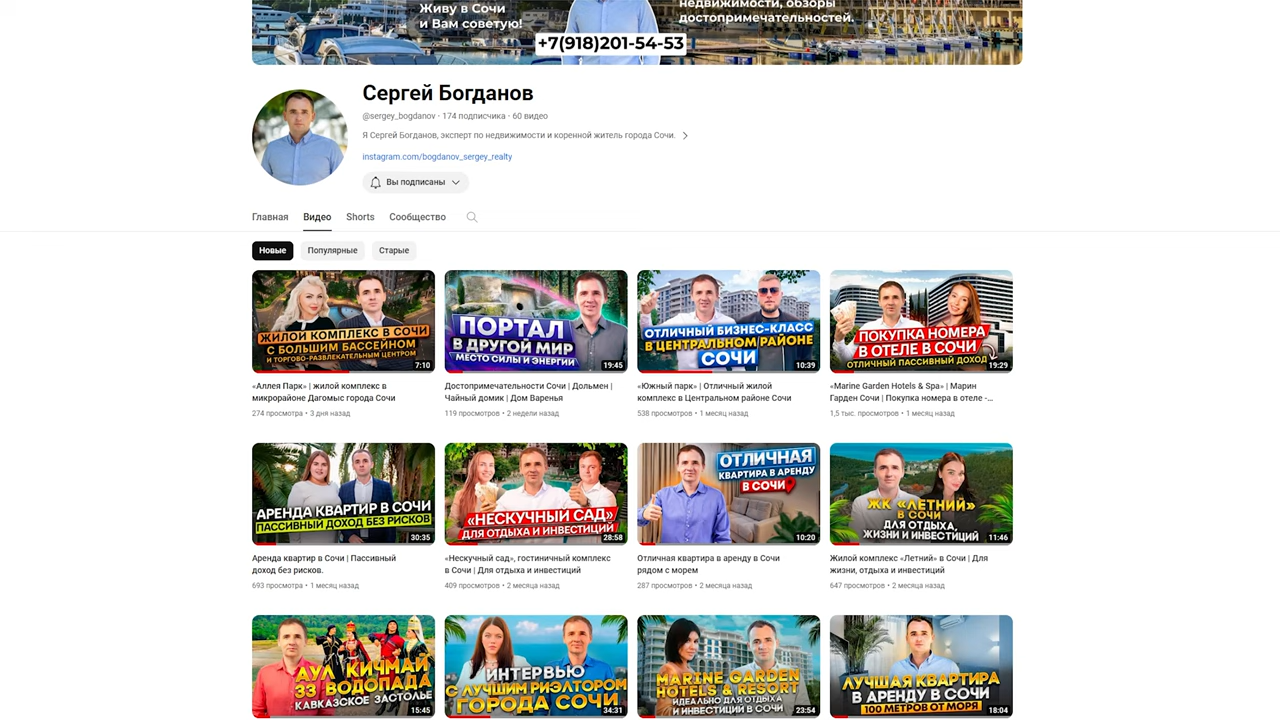 Живу в Сочи
и Вам советую!
недвижимости, обзоры
достопримечательностей.
+7(918)201-54-53
Сергей Богданов
@sergey_bogdanov · 174 подписчика · 60 видео
Я Сергей Богданов, эксперт по недвижимости и коренной житель города Сочи.
instagram.com/bogdanov_sergey_realty
Вы подписаны
Главная Видео Shorts Сообщество
Новые Популярные Старые
ЖИЛОЙ КОМПЛЕКС В СОЧИ
С БОЛЬШИМ БАССЕЙНОМ
И ТОРГОВО-РАЗВЛЕКАТЕЛЬНЫМ ЦЕНТРОМ
7:10
«Аллея Парк» | жилой комплекс в
микрорайоне Дагомыс города Сочи
274 просмотра • 3 дня назад
ПОРТАЛ
В ДРУГОЙ МИР
МЕСТО СИЛЫ И ЭНЕРГИИ
19:45
Достопримечательности Сочи | Дольмен |
Чайный домик | Дом Варенья
119 просмотров • 2 недели назад
ОТЛИЧНЫЙ БИЗНЕС-КЛАСС
В ЦЕНТРАЛЬНОМ РАЙОНЕ
СОЧИ
10:39
«Южный парк» | Отличный жилой
комплекс в Центральном районе Сочи
538 просмотров • 1 месяц назад
ПОКУПКА НОМЕРА
В ОТЕЛЕ В СОЧИ
ОТЛИЧНЫЙ ПАССИВНЫЙ ДОХОД
19:29
«Marine Garden Hotels & Spa» | Марин
Гарден Сочи | Покупка номера в отеле -...
1,5 тыс. просмотров • 1 месяц назад
АРЕНДА КВАРТИР В СОЧИ
ПАССИВНЫЙ ДОХОД БЕЗ РИСКОВ
30:35
Аренда квартир в Сочи | Пассивный
доход без рисков.
693 просмотра • 1 месяц назад
«НЕСКУЧНЫЙ САД»
ДЛЯ ОТДЫХА И ИНВЕСТИЦИЙ
28:58
«Нескучный сад», гостиничный комплекс
в Сочи | Для отдыха и инвестиций
409 просмотров • 2 месяца назад
ОТЛИЧНАЯ
КВАРТИРА В АРЕНДУ
В СОЧИ
10:20
Отличная квартира в аренду в Сочи
рядом с морем
287 просмотров • 2 месяца назад
ЖК «ЛЕТНИЙ»
В СОЧИ
ДЛЯ ОТДЫХА,
ЖИЗНИ И ИНВЕСТИЦИЙ
11:46
Жилой комплекс «Летний» в Сочи | Для
жизни, отдыха и инвестиций
647 просмотров • 2 месяца назад
АУЛ КИЧМАЙ
33 ВОДОПАДА
КАВКАЗСКОЕ ЗАСТОЛЬЕ
15:45
ИНТЕРВЬЮ
С ЛУЧШИМ РИЭЛТОРОМ
ГОРОДА СОЧИ
34:31
MARINE GARDEN
HOTELS & RESORT
ИДЕАЛЬНО ДЛЯ ОТДЫХА
И ИНВЕСТИЦИИ В СОЧИ
23:54
ЛУЧШАЯ КВАРТИРА
В АРЕНДУ В СОЧИ
100 МЕТРОВ ОТ МОРЯ
18:04